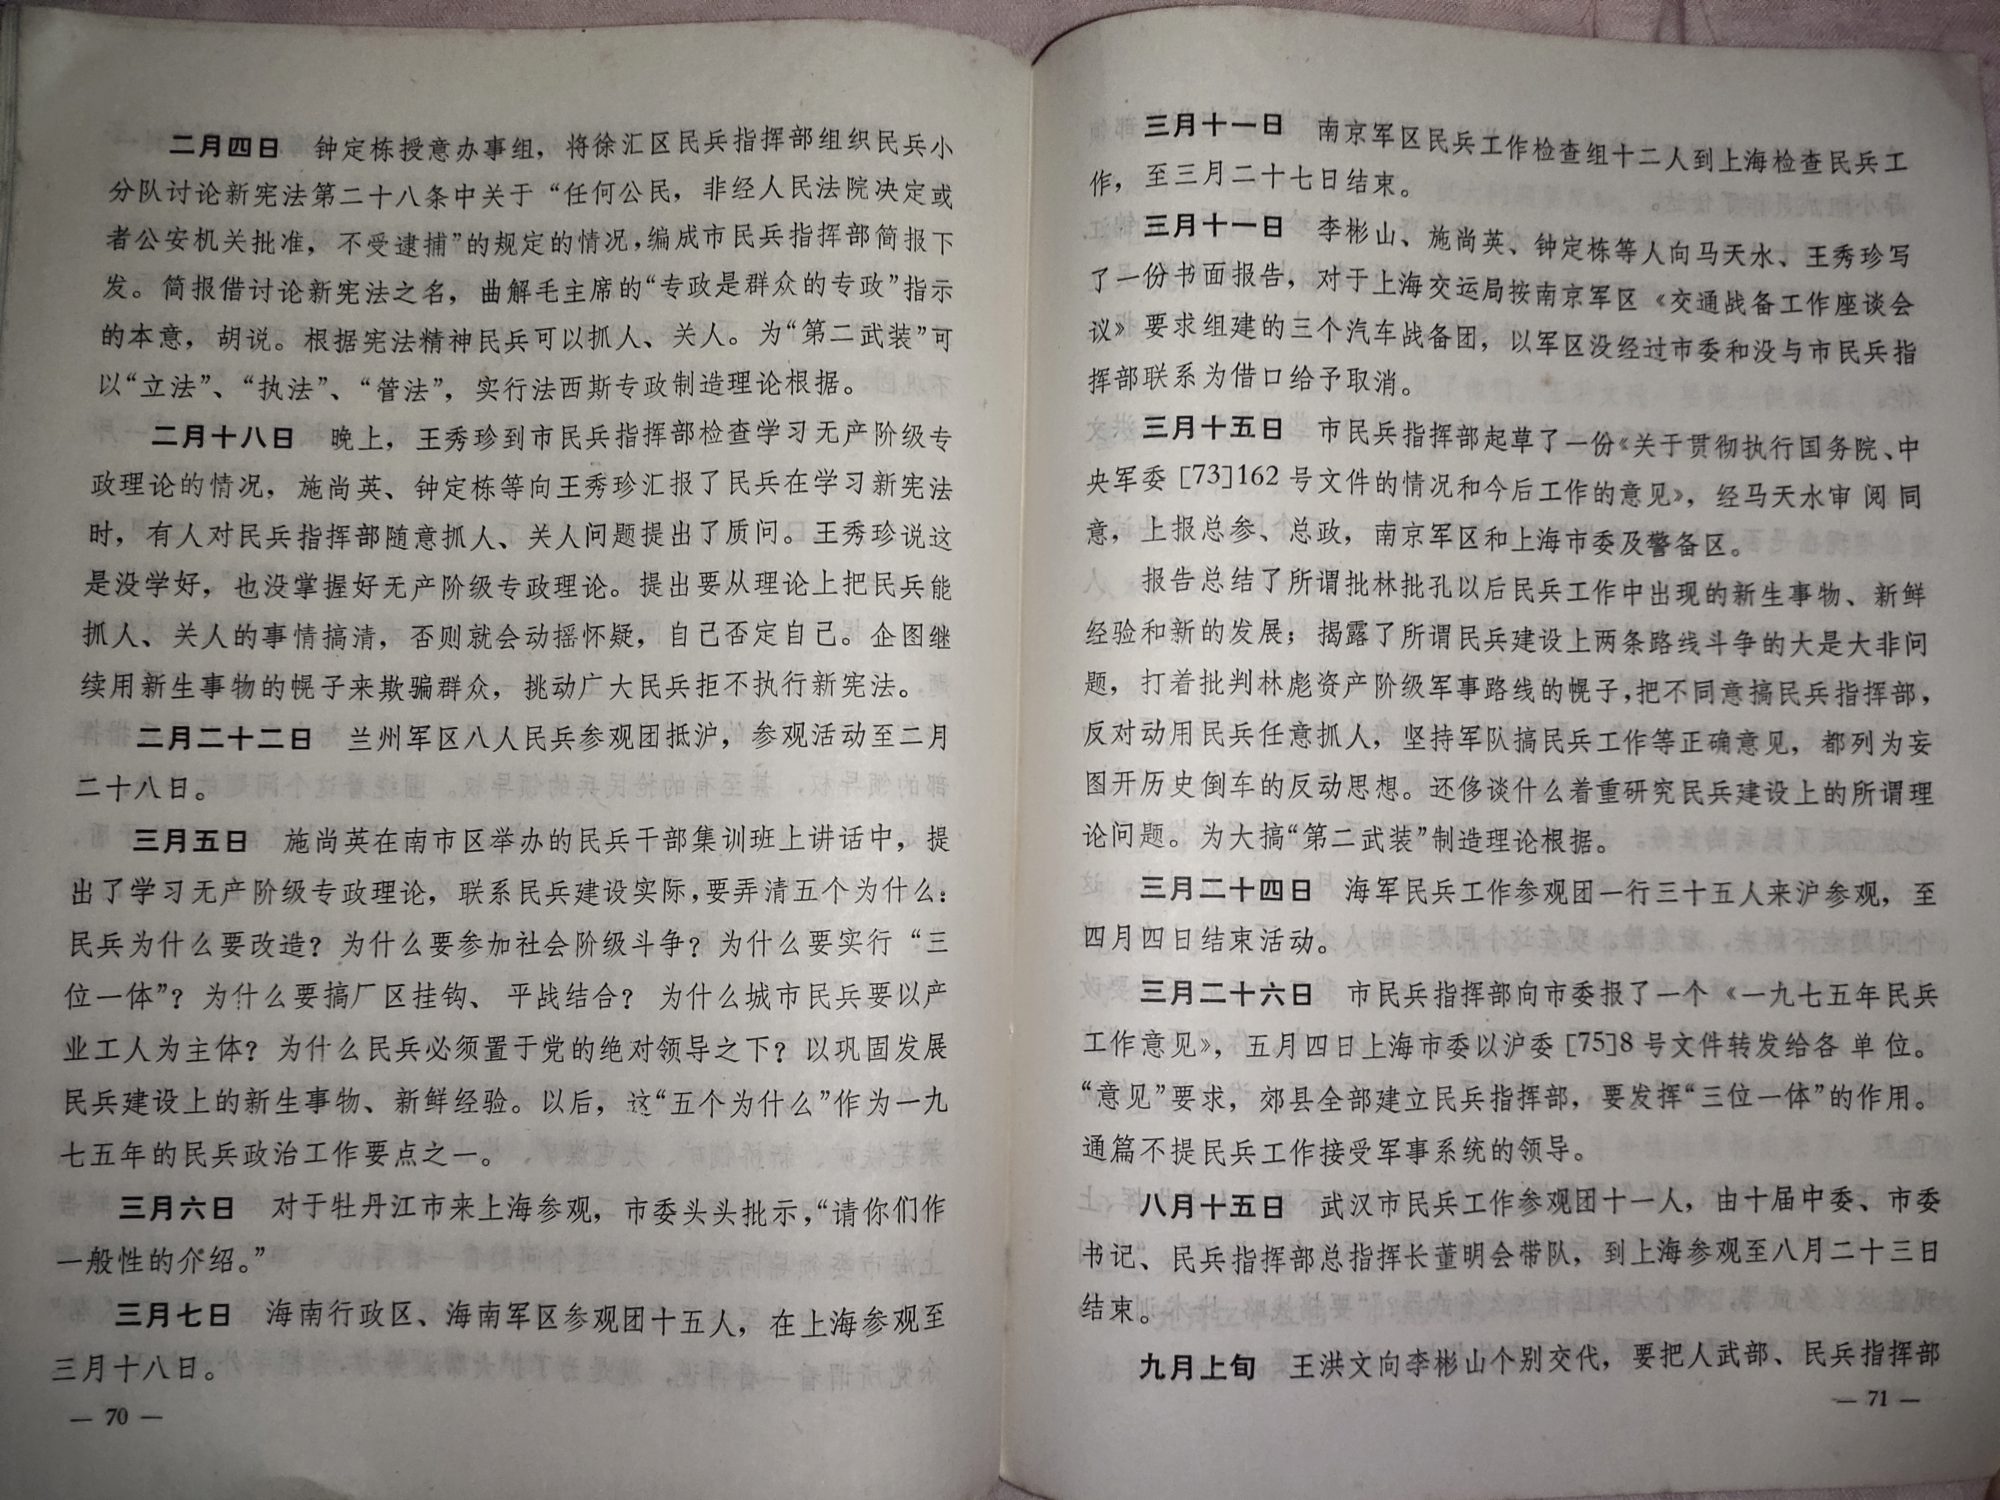 二月四日　钟定栋授意办事组，将徐汇区民兵指挥部组织民兵小
分队讨论新宪法第二十八条中关于“任何公民，非经人民法院决定或
者公安机关批准，不受逮捕”的规定的情况，编成市民兵指挥部简报下
发。简报借讨论新宪法之名，曲解毛主席的“专政是群众的专政”指示
的本意，胡说。根据宪法精神民兵可以抓人、关人。为“第二武装”可
以“立法”、“执法”、“管法”，实行法西斯专政制造理论根据。
二月十八日　晚上，王秀珍到市民兵指挥部检查学习无产阶级专
政理论的情况，施尚英、钟定栋等向王秀珍汇报了民兵在学习新宪法
时，有人对民兵指挥部随意抓人、关人问题提出了质问。王秀珍说这
是没学好，也没掌握好无产阶级专政理论。提出要从理论上把民兵能
抓人、关人的事情搞清，否则就会动摇怀疑，自己否定自己。企图继
续用新生事物的幌子来欺骗群众，挑动广大民兵拒不执行新宪法。
二月二十二日　兰州军区八人民兵参观团抵沪，参观活动至二月
二十八日。
三月五日　施尚英在南市区举办的民兵干部集训班上讲话中，提
出了学习无产阶级专政理论，联系民兵建设实际，要弄清五个为什么：
民兵为什么要改造？为什么要参加社会阶级斗争？为什么要实行“三
位一体”？为什么要搞厂区挂钩、平战结合？为什么城市民兵要以产
业工人为主体？为什么民兵必须置于党的绝对领导之下？以巩固发展
民兵建设上的新生事物、新鲜经验。以后，这“五个为什么”作为一九
七五年的民兵政治工作要点之一。
三月六日　对于牡丹江市来上海参观，市委头头批示，“请你们作
一般性的介绍。”
三月七日　海南行政区、海南军区参观团十五人，在上海参观至
三月十八日。
— 70 —
三月十一日　南京军区民兵工作检查组十二人到上海检查民兵工
作，至三月二十七日结束。
三月十一日　李彬山、施尚英、钟定栋等人向马天水、王秀珍写
了一份书面报告，对于上海交运局按南京军区《交通战备工作座谈会
议》要求组建的三个汽车战备团，以军区没经过市委和没与市民兵指
挥部联系为借口给予取消。
三月十五日　市民兵指挥部起草了一份《关于贯彻执行国务院、中
央军委［73］162号文件的情况和今后工作的意见》，经马天水审阅同
意，上报总参、总政，南京军区和上海市委及警备区。
报告总结了所谓批林批孔以后民兵工作中出现的新生事物、新鲜
经验和新的发展；揭露了所谓民兵建设上两条路线斗争的大是大非问
题，打着批判林彪资产阶级军事路线的幌子，把不同意搞民兵指挥部，
反对动用民兵任意抓人，坚持军队搞民兵工作等正确意见，都列为妄
图开历史倒车的反动思想。还侈谈什么着重研究民兵建设上的所谓理
论问题。为大搞“第二武装”制造理论根据。
三月二十四日　海军民兵工作参观团一行三十五人来沪参观，至
四月四日结束活动。
三月二十六日　市民兵指挥部向市委报了一个《一九七五年民兵
工作意见》，五月四日上海市委以沪委［75］8号文件转发给各单位。
“意见”要求，郊县全部建立民兵指挥部，要发挥“三位一体”的作用。
通篇不提民兵工作接受军事系统的领导。
八月十五日　武汉市民兵工作参观团十一人，由十届中委、市委
书记、民兵指挥部总指挥长董明会带队，到上海参观至八月二十三日
结束。
九月上旬　王洪文向李彬山个别交代，要把人武部、民兵指挥部
— 71 —